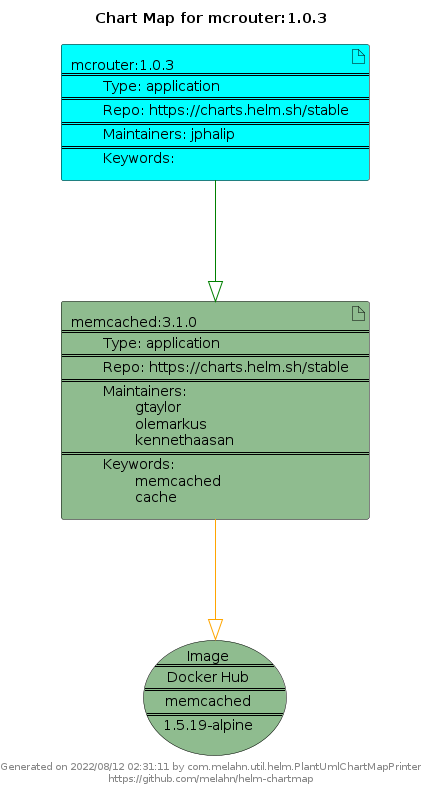 Chart Map for mcrouter:1.0.3
mcrouter:1.0.3
Type: application
Repo: https://charts.helm.sh/stable
Maintainers: jphalip
Keywords:
memcached:3.1.0
Type: application
Repo: https://charts.helm.sh/stable
Maintainers:
gtaylor
olemarkus
kennethaasan
Keywords:
memcached
cache
Image
Docker Hub
memcached
1.5.19-alpine
Generated on 2022/08/12 02:31:11 by com.melahn.util.helm.PlantUmlChartMapPrinter
https://github.com/melahn/helm-chartmap